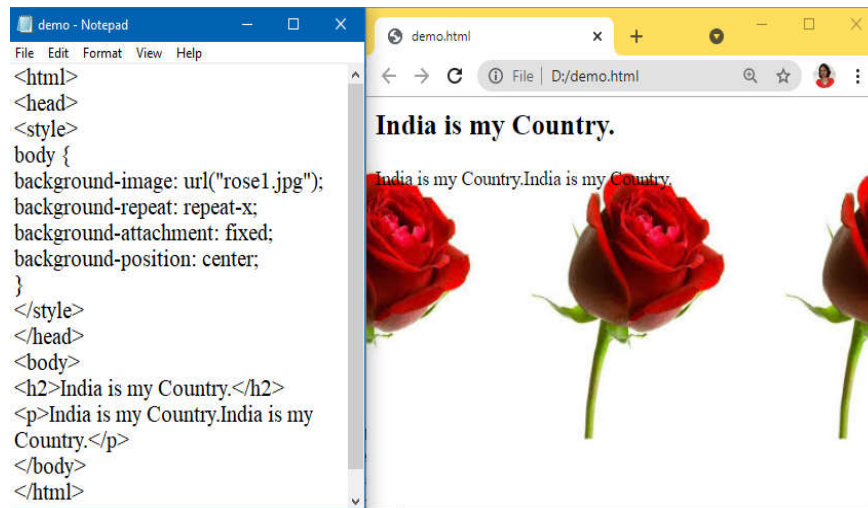 demo - Notepad
File Edit Format View Help
<html>
<head>
<style>
body {
background-image: url("rose1.jpg");
background-repeat: repeat-x;
background-attachment: fixed;
background-position: center;
}
</style>
</head>
<body>
<h2>India is my Country.</h2>
<p>India is my Country.India is my
Country.</p>
</body>
</html>
demo.html
File | D:/demo.html
India is my Country.
India is my Country.India is my Country.